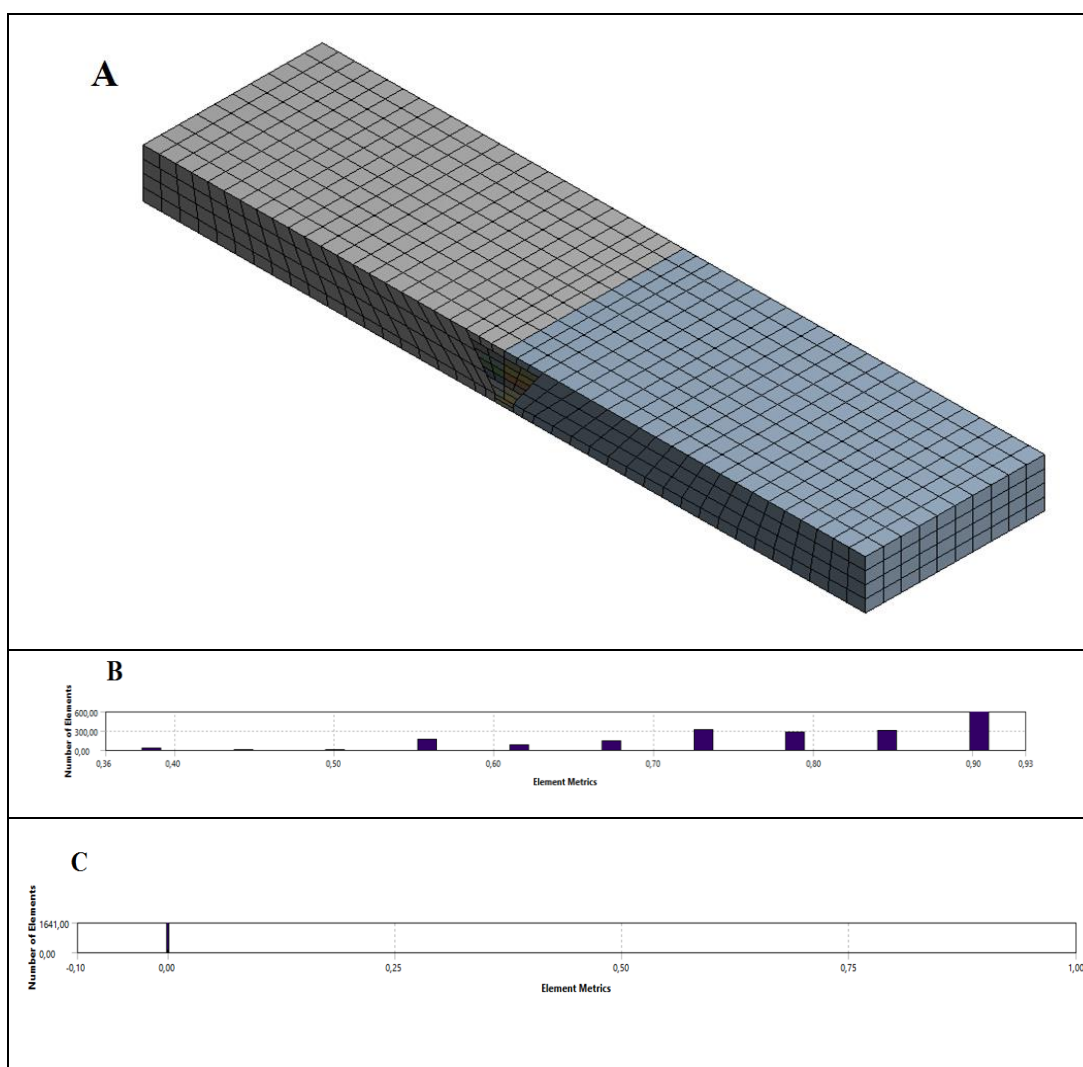 A
B
Number of Elements
600,00
300,00
0,00
0,36 0,40 0,50 0,60 0,70 0,80 0,90 0,93
Element Metrics
C
Number of Elements
1641,00
0,00
-0,10 0,00 0,25 0,50 0,75 1,00
Element Metrics